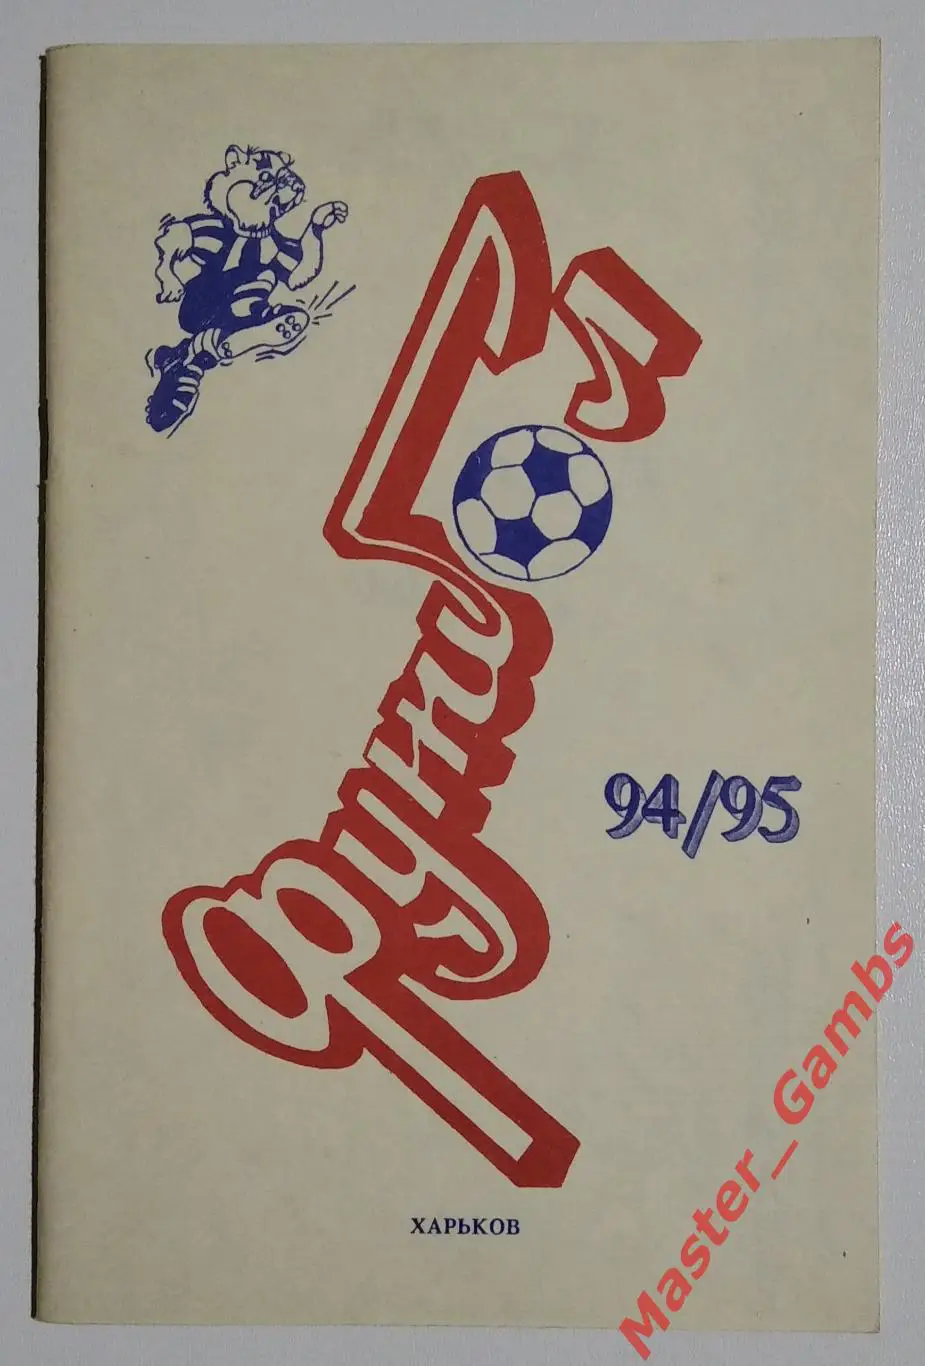 футбол
94/95
ХАРЬКОВ
Master_Gambs